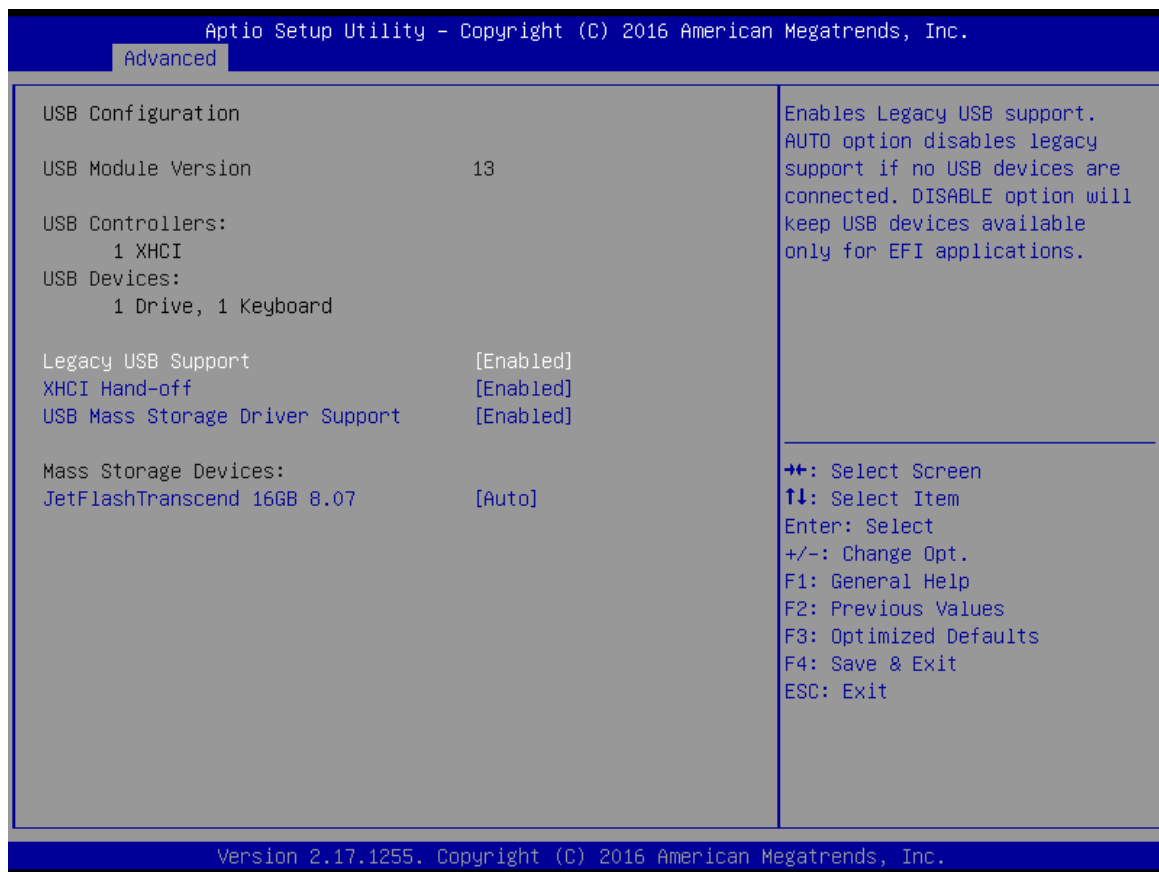 Aptio Setup Utility – Copyright (C) 2016 American Megatrends, Inc.
Advanced
USB Configuration
USB Module Version 13
USB Controllers:
1 XHCI
USB Devices:
1 Drive, 1 Keyboard
Legacy USB Support [Enabled]
XHCI Hand-off [Enabled]
USB Mass Storage Driver Support [Enabled]
Mass Storage Devices:
JetFlashTranscend 16GB 8.07 [Auto]
Enables Legacy USB support.
AUTO option disables legacy
support if no USB devices are
connected. DISABLE option will
keep USB devices available
only for EFI applications.
→←: Select Screen
↑↓: Select Item
Enter: Select
+/-: Change Opt.
F1: General Help
F2: Previous Values
F3: Optimized Defaults
F4: Save & Exit
ESC: Exit
Version 2.17.1255. Copyright (C) 2016 American Megatrends, Inc.